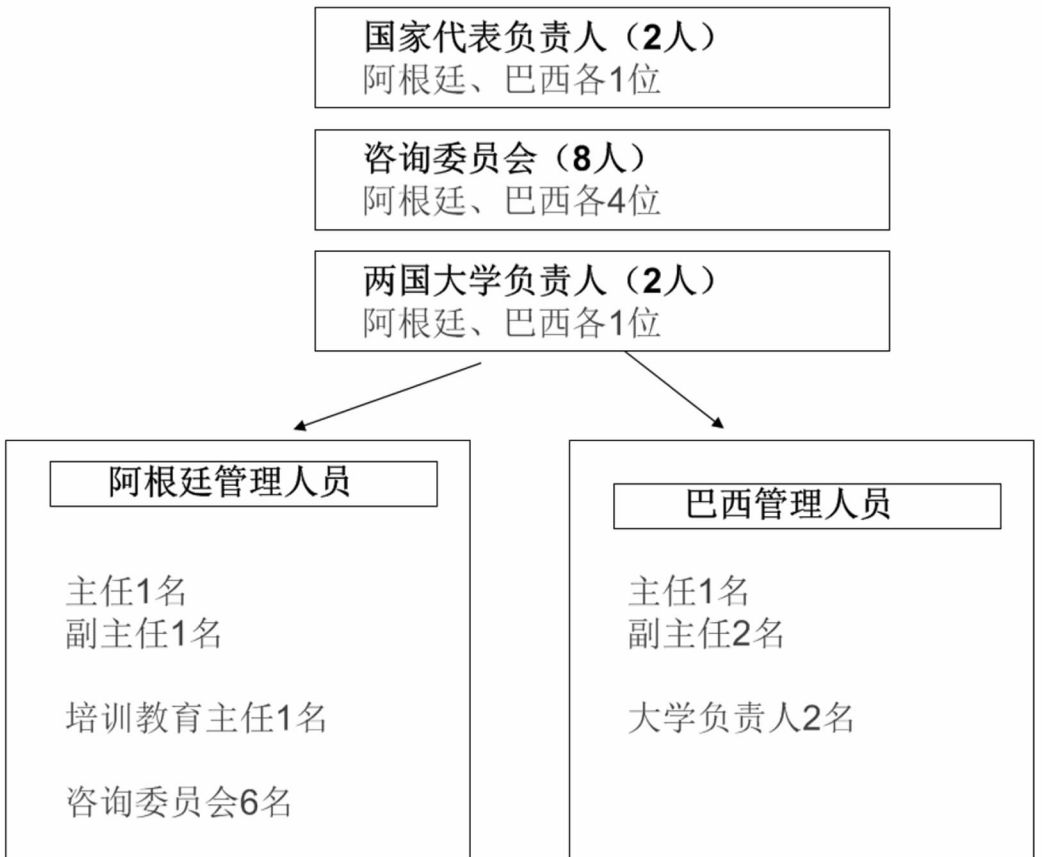 国家代表负责人（2人）
阿根廷、巴西各1位
咨询委员会（8人）
阿根廷、巴西各4位
两国大学负责人（2人）
阿根廷、巴西各1位
阿根廷管理人员
主任1名
副主任1名
培训教育主任1名
咨询委员会6名
巴西管理人员
主任1名
副主任2名
大学负责人2名